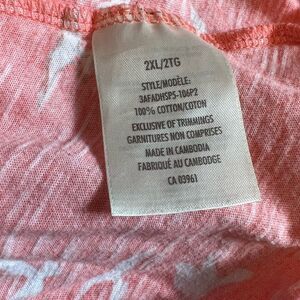 2XL/2TG
STYLE/MODÈLE:
3AFADHSPS-106P2
100% COTTON/COTON
EXCLUSIVE OF TRIMMINGS
GARNITURES NON COMPRISES
MADE IN CAMBODIA
FABRIQUÉ AU CAMBODGE
CA 03961